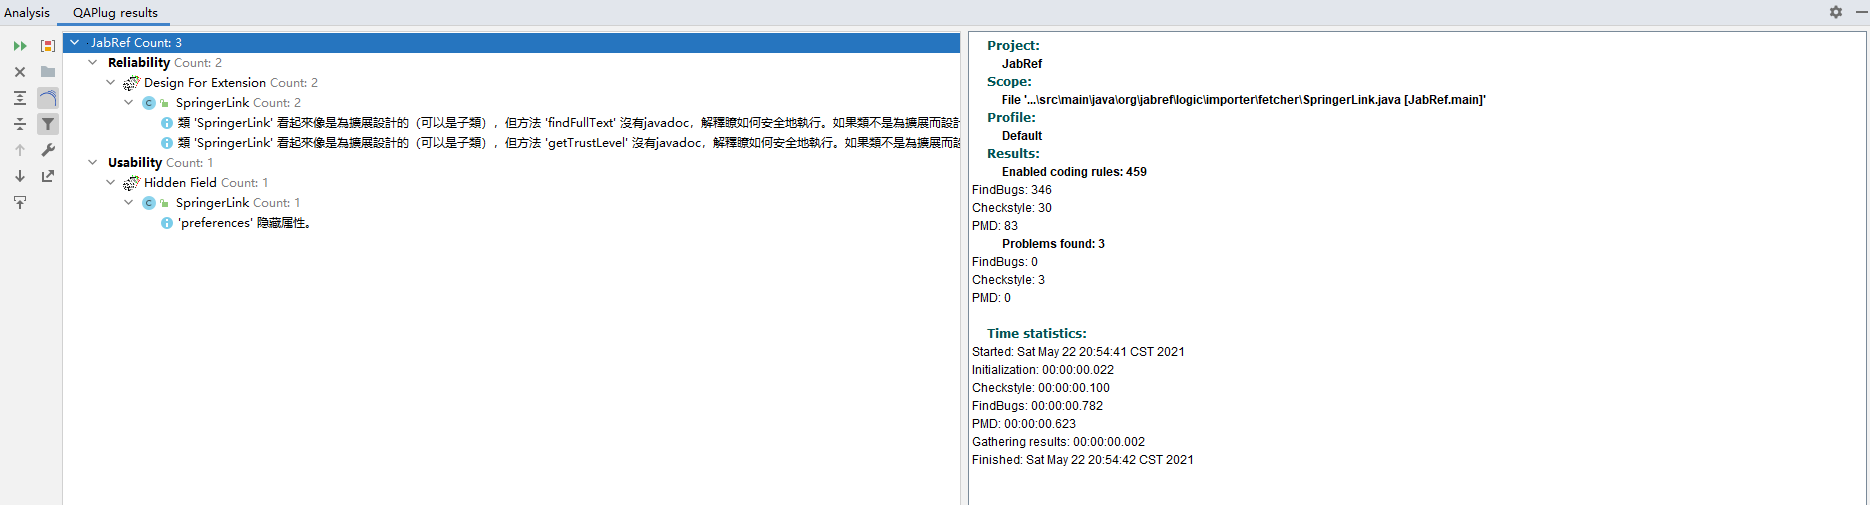 Analysis QAPlug results
JabRef Count: 3
Reliability Count: 2
Design For Extension Count: 2
SpringerLink Count: 2
類 'SpringerLink' 看起來像是為擴展設計的（可以是子類），但方法 'findFullText' 沒有javadoc，解釋瞭如何安全地執行。如果類不是為擴展而設計
類 'SpringerLink' 看起來像是為擴展設計的（可以是子類），但方法 'getTrustLevel' 沒有javadoc，解釋瞭如何安全地執行。如果類不是為擴展而設
Usability Count: 1
Hidden Field Count: 1
SpringerLink Count: 1
'preferences' 隐藏属性。
Project:
JabRef
Scope:
File '...\src\main\java\org\jabref\logic\importer\fetcher\SpringerLink.java [JabRef.main]'
Profile:
Default
Results:
Enabled coding rules: 459
FindBugs: 346
Checkstyle: 30
PMD: 83
Problems found: 3
FindBugs: 0
Checkstyle: 3
PMD: 0
Time statistics:
Started: Sat May 22 20:54:41 CST 2021
Initialization: 00:00:00.022
Checkstyle: 00:00:00.100
FindBugs: 00:00:00.782
PMD: 00:00:00.623
Gathering results: 00:00:00.002
Finished: Sat May 22 20:54:42 CST 2021